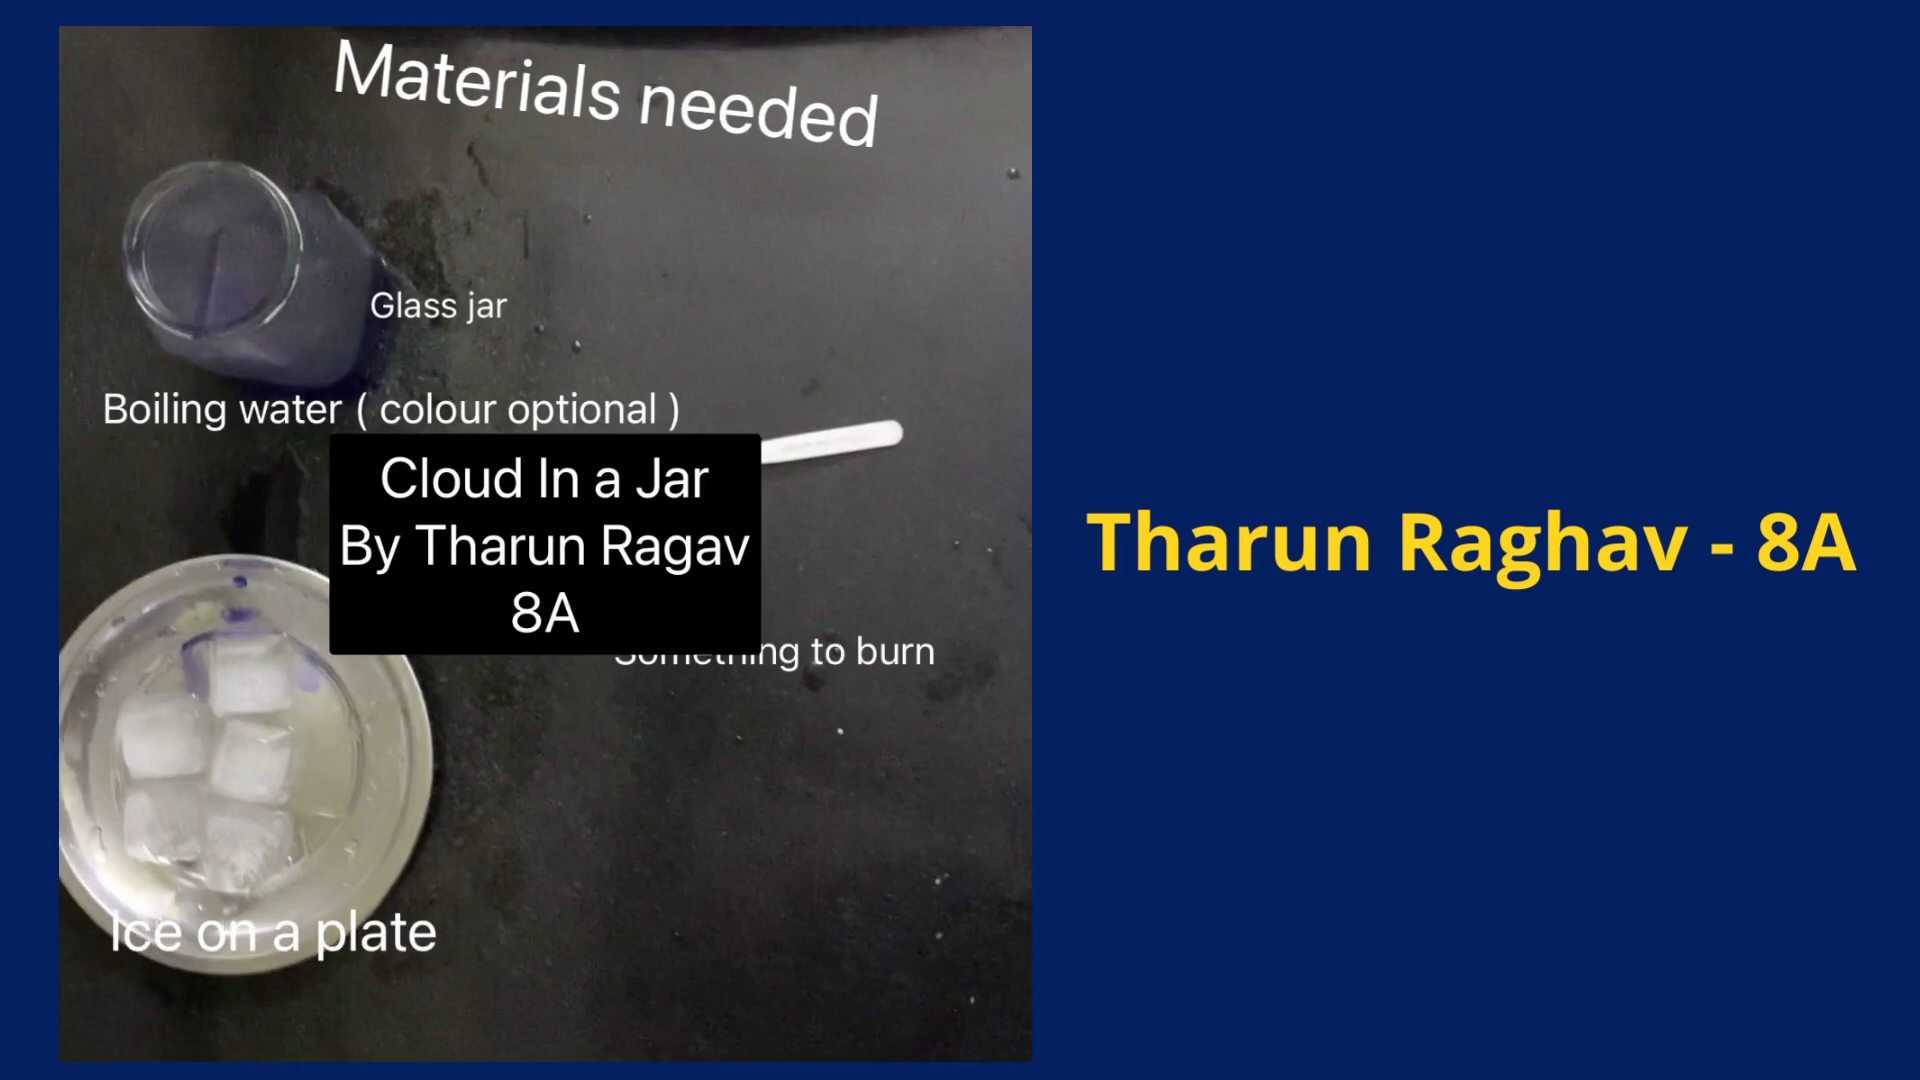 Materials needed
Glass jar
Boiling water ( colour optional )
Cloud In a Jar
By Tharun Ragav
8A
Something to burn
Ice on a plate
Tharun Raghav - 8A